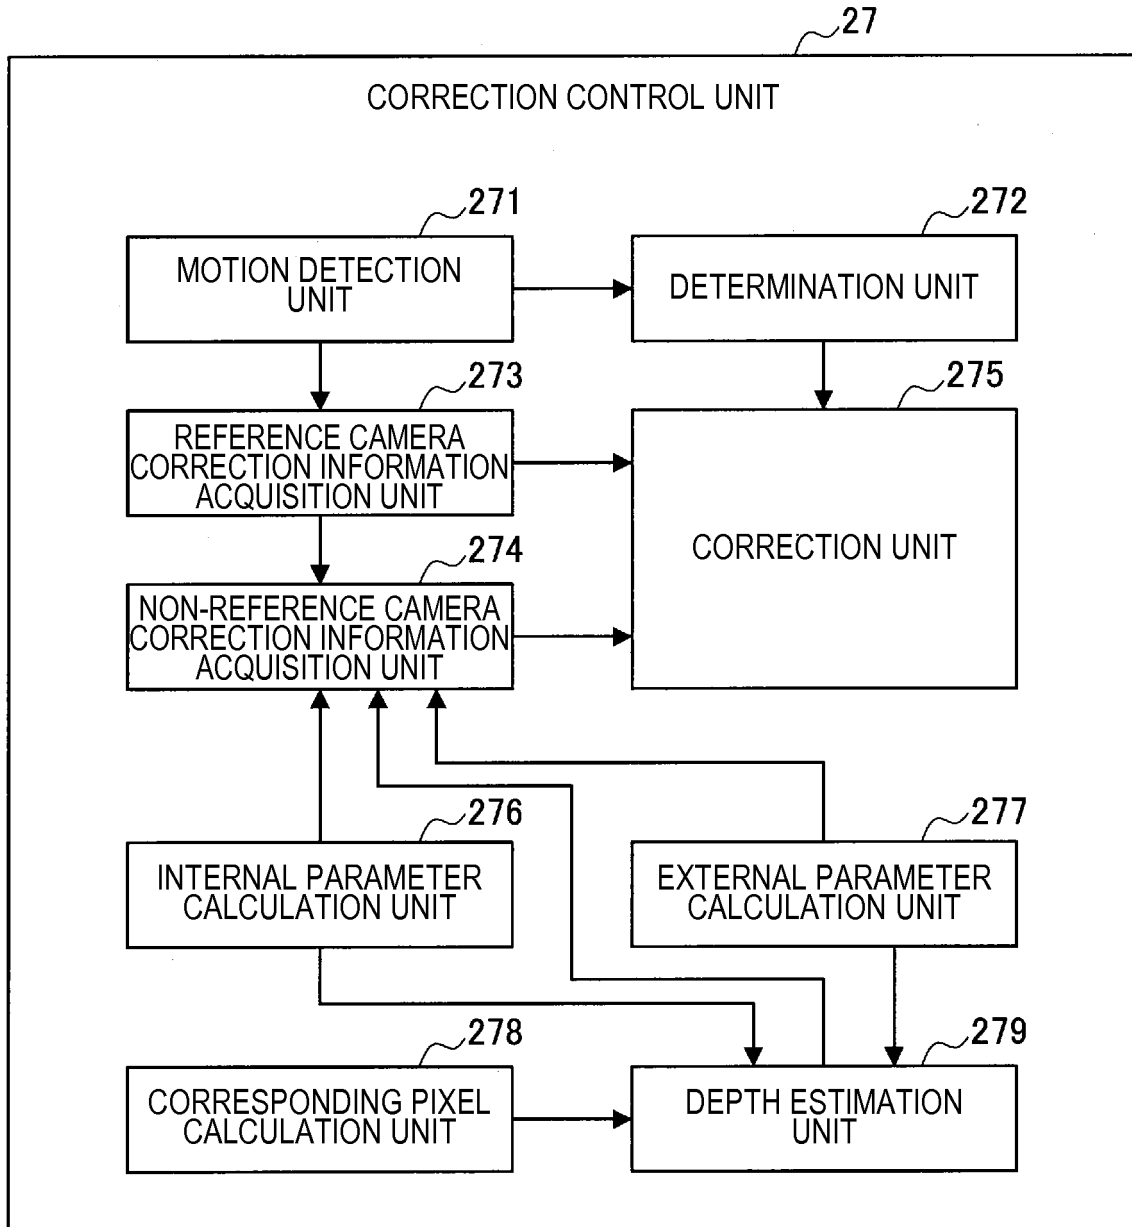 27
CORRECTION CONTROL UNIT
271
MOTION DETECTION
UNIT
272
DETERMINATION UNIT
273
REFERENCE CAMERA
CORRECTION INFORMATION
ACQUISITION UNIT
275
CORRECTION UNIT
274
NON-REFERENCE CAMERA
CORRECTION INFORMATION
ACQUISITION UNIT
276
INTERNAL PARAMETER
CALCULATION UNIT
277
EXTERNAL PARAMETER
CALCULATION UNIT
278
CORRESPONDING PIXEL
CALCULATION UNIT
279
DEPTH ESTIMATION
UNIT